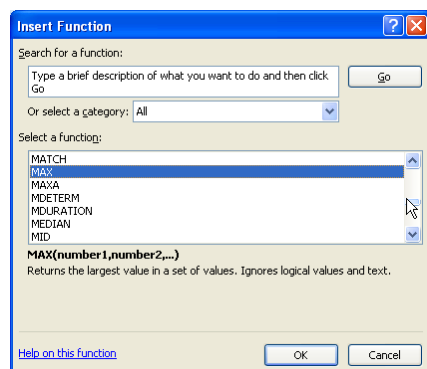 Insert Function
Search for a function:
Type a brief description of what you want to do and then click
Go
Go
Or select a category: All
Select a function:
MATCH
MAX
MAXA
MDETERM
MDURATION
MEDIAN
MID
MAX(number1,number2,...)
Returns the largest value in a set of values. Ignores logical values and text.
Help on this function
OK Cancel